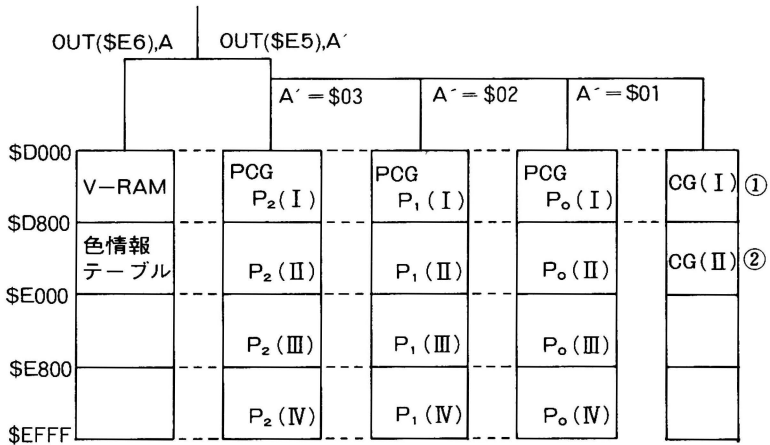 OUT($E6),A OUT($E5),A´
A´=$03 A´=$02 A´=$01
$D000
V-RAM PCG PCG PCG CG(Ⅰ) ①
P₂(Ⅰ) P₁(Ⅰ) P₀(Ⅰ)
$D800
色情報
テーブル P₂(Ⅱ) P₁(Ⅱ) P₀(Ⅱ) CG(Ⅱ) ②
$E000
P₂(Ⅲ) P₁(Ⅲ) P₀(Ⅲ)
$E800
P₂(Ⅳ) P₁(Ⅳ) P₀(Ⅳ)
$EFFF